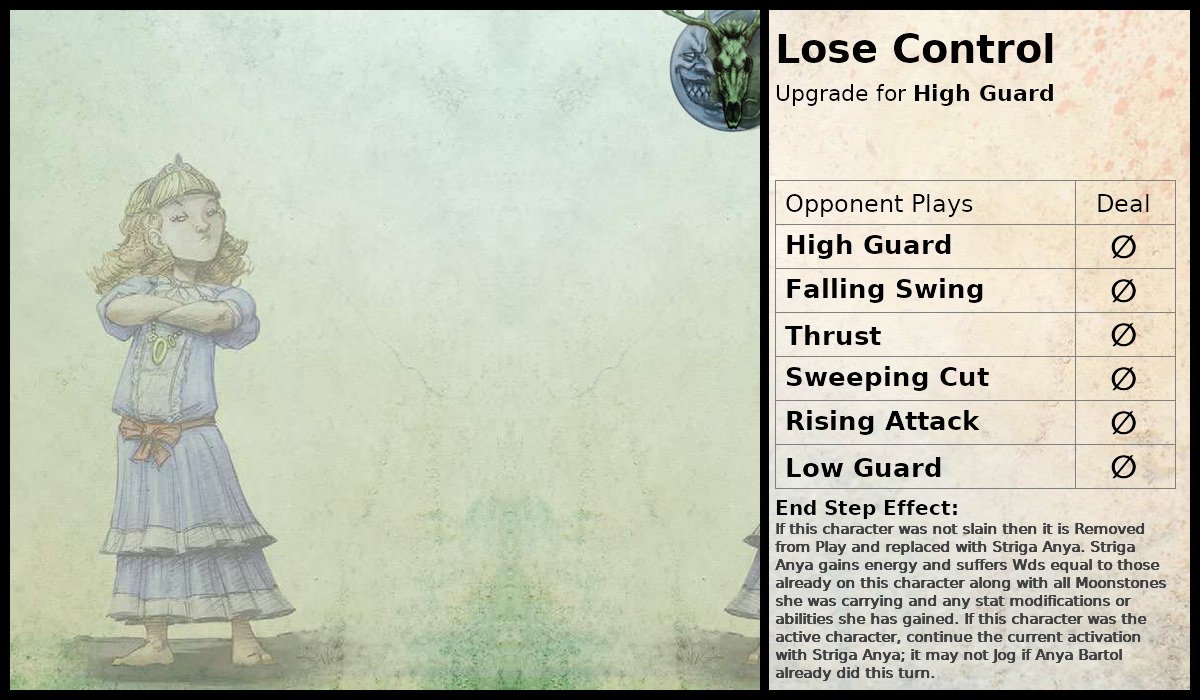 Lose Control
Upgrade for High Guard
Opponent Plays Deal
High Guard ∅
Falling Swing ∅
Thrust ∅
Sweeping Cut ∅
Rising Attack ∅
Low Guard ∅
End Step Effect:
If this character was not slain then it is Removed
from Play and replaced with Striga Anya. Striga
Anya gains energy and suffers Wds equal to those
already on this character along with all Moonstones
she was carrying and any stat modifications or
abilities she has gained. If this character was the
active character, continue the current activation
with Striga Anya; it may not Jog if Anya Bartol
already did this turn.